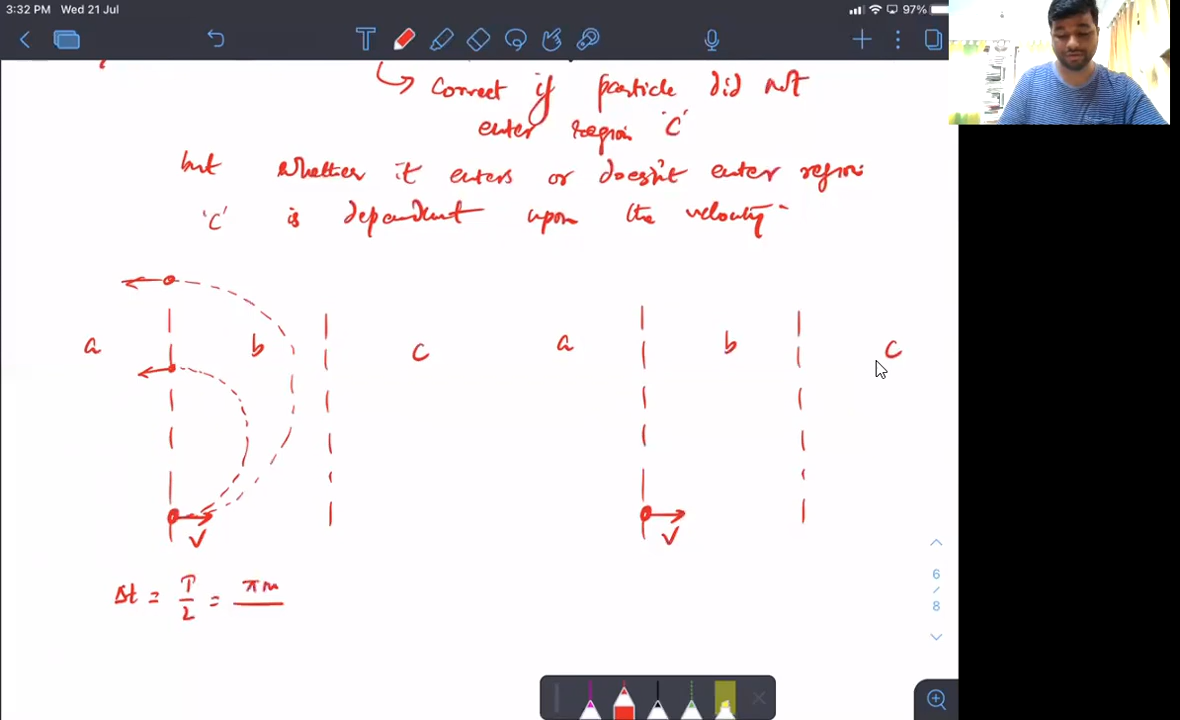 3:32 PM Wed 21 Jul
97%
T
correct if particle did not
enter region 'C'
but whether it enters or doesn't enter region
'C' is dependent upon the velocity
a b c a b c
v v
Δt = T/2 = πm
6
/
8